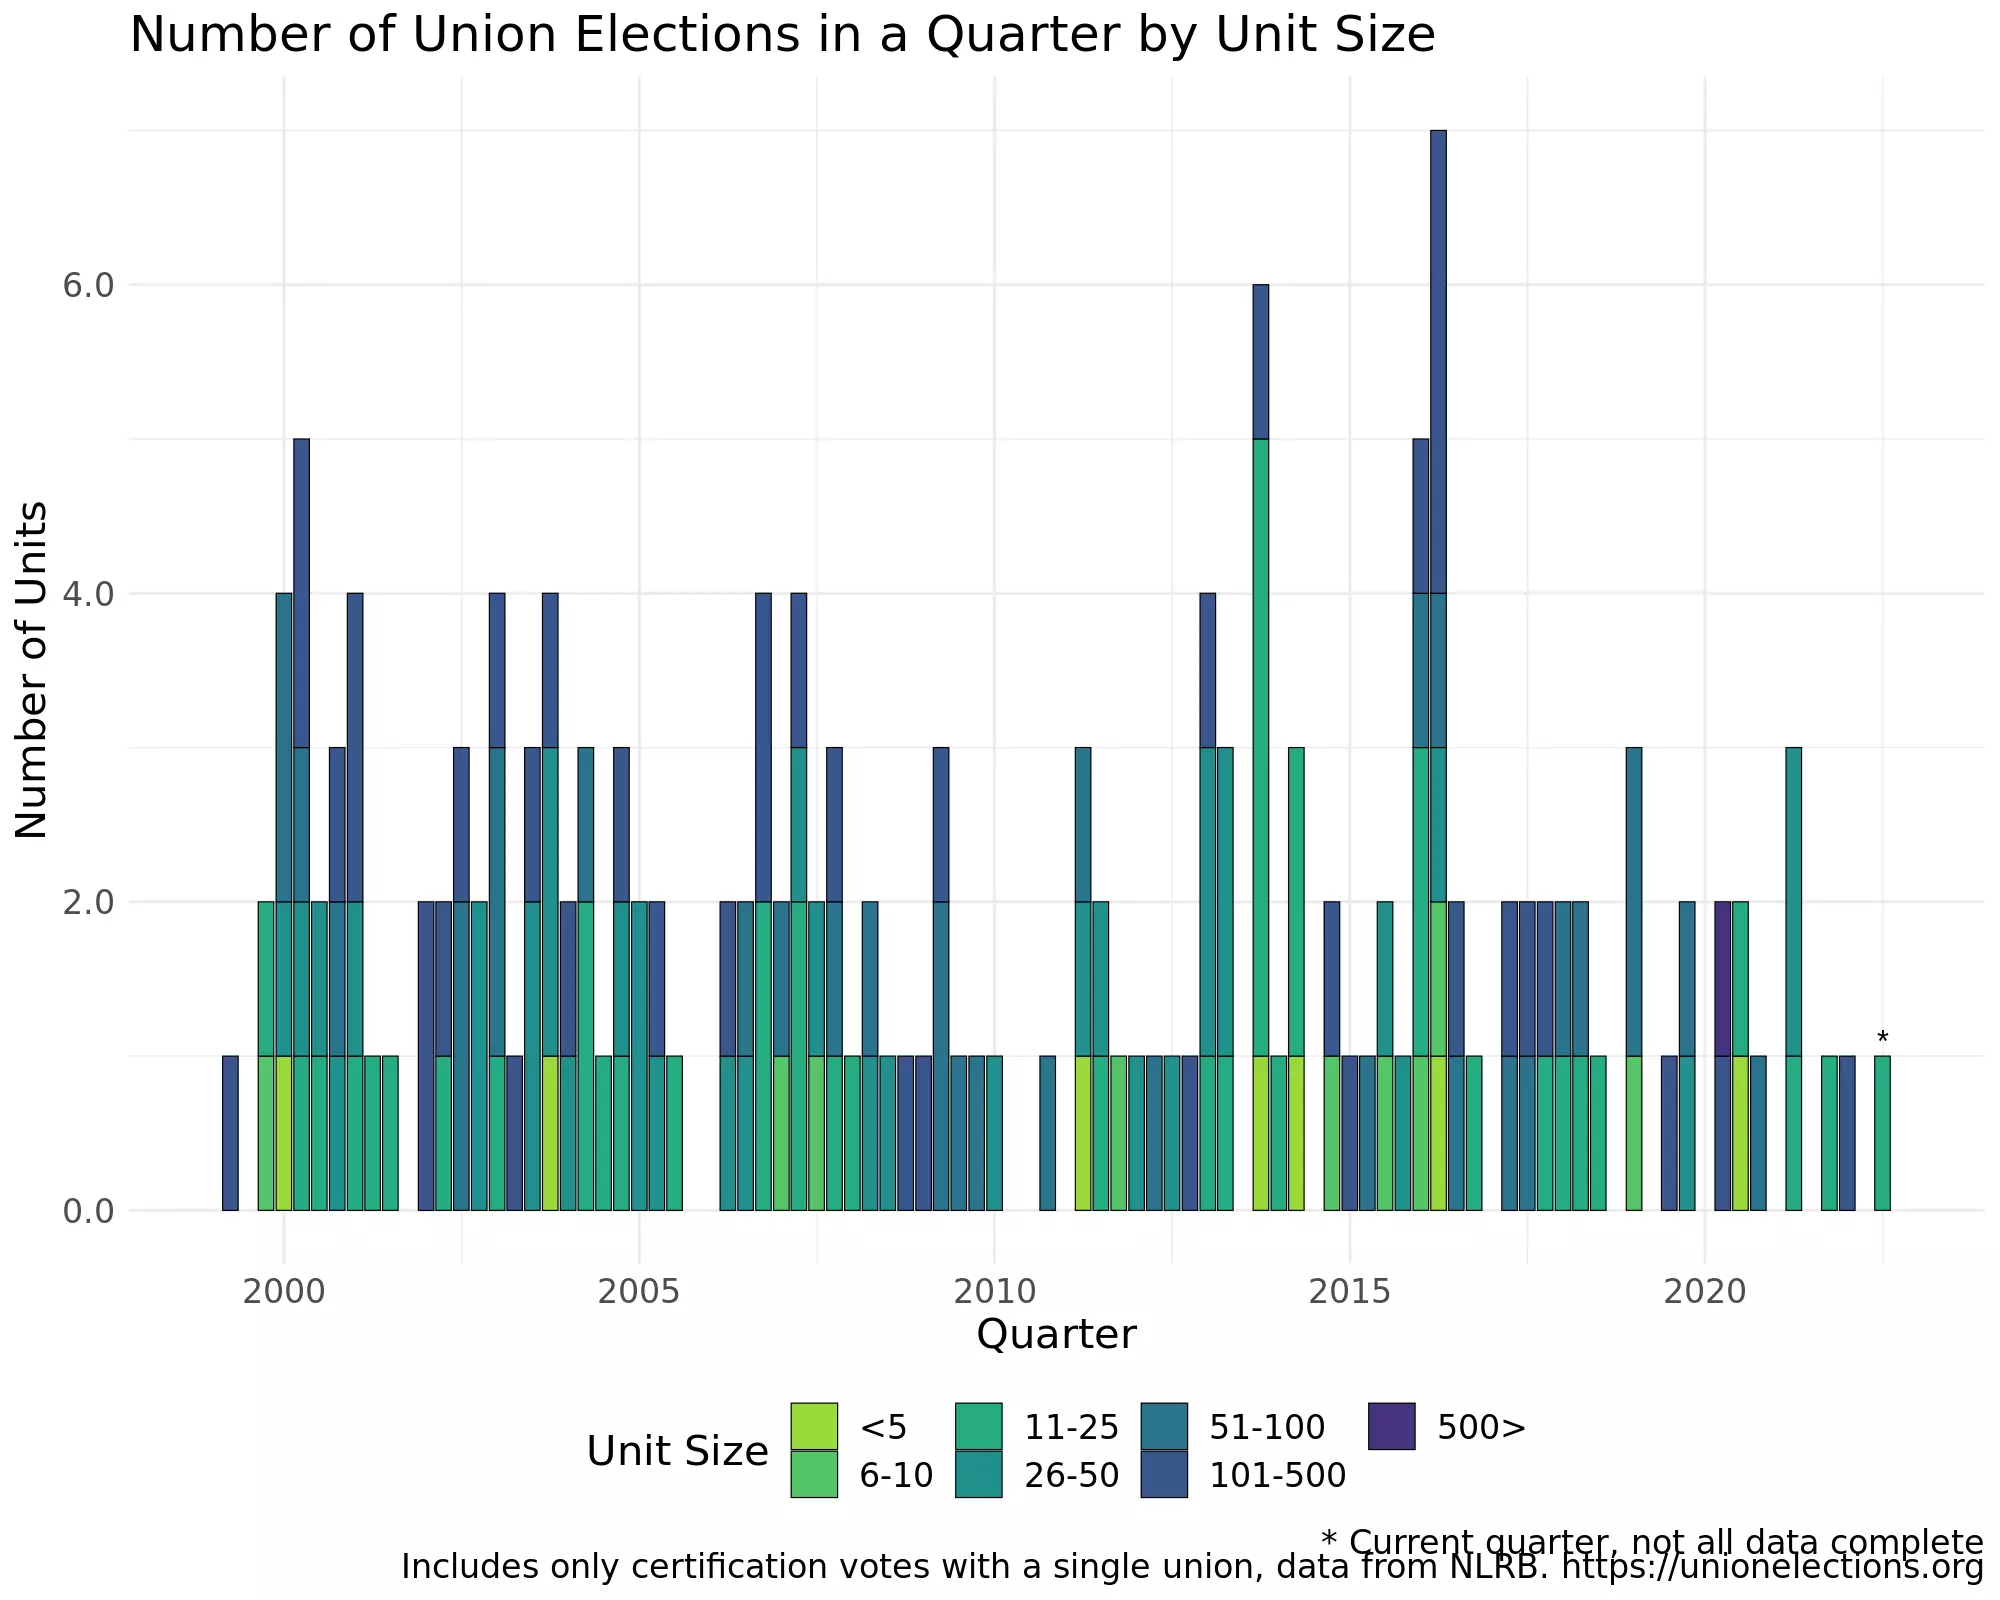 Number of Union Elections in a Quarter by Unit Size
Number of Units
6.0
4.0
2.0
0.0
*
2000 2005 2010 2015 2020
Quarter
Unit Size
<5 11-25 51-100 500>
6-10 26-50 101-500
* Current quarter, not all data complete
Includes only certification votes with a single union, data from NLRB. https://unionelections.org